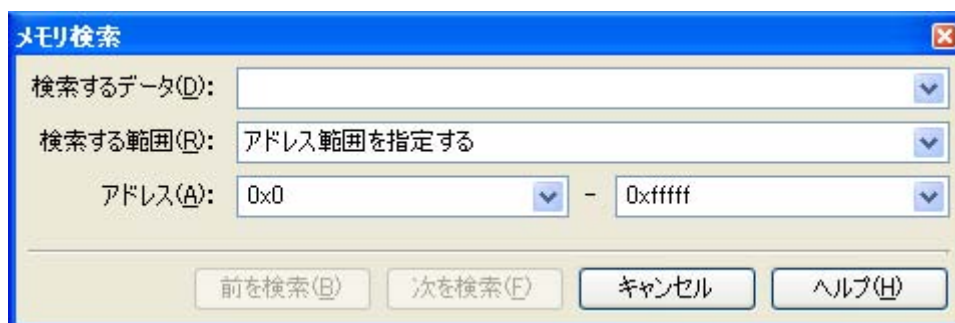 メモリ検索
検索するデータ(D):
検索する範囲(R): アドレス範囲を指定する
アドレス(A): 0x0 - 0xfffff
前を検索(B) 次を検索(F) キャンセル ヘルプ(H)